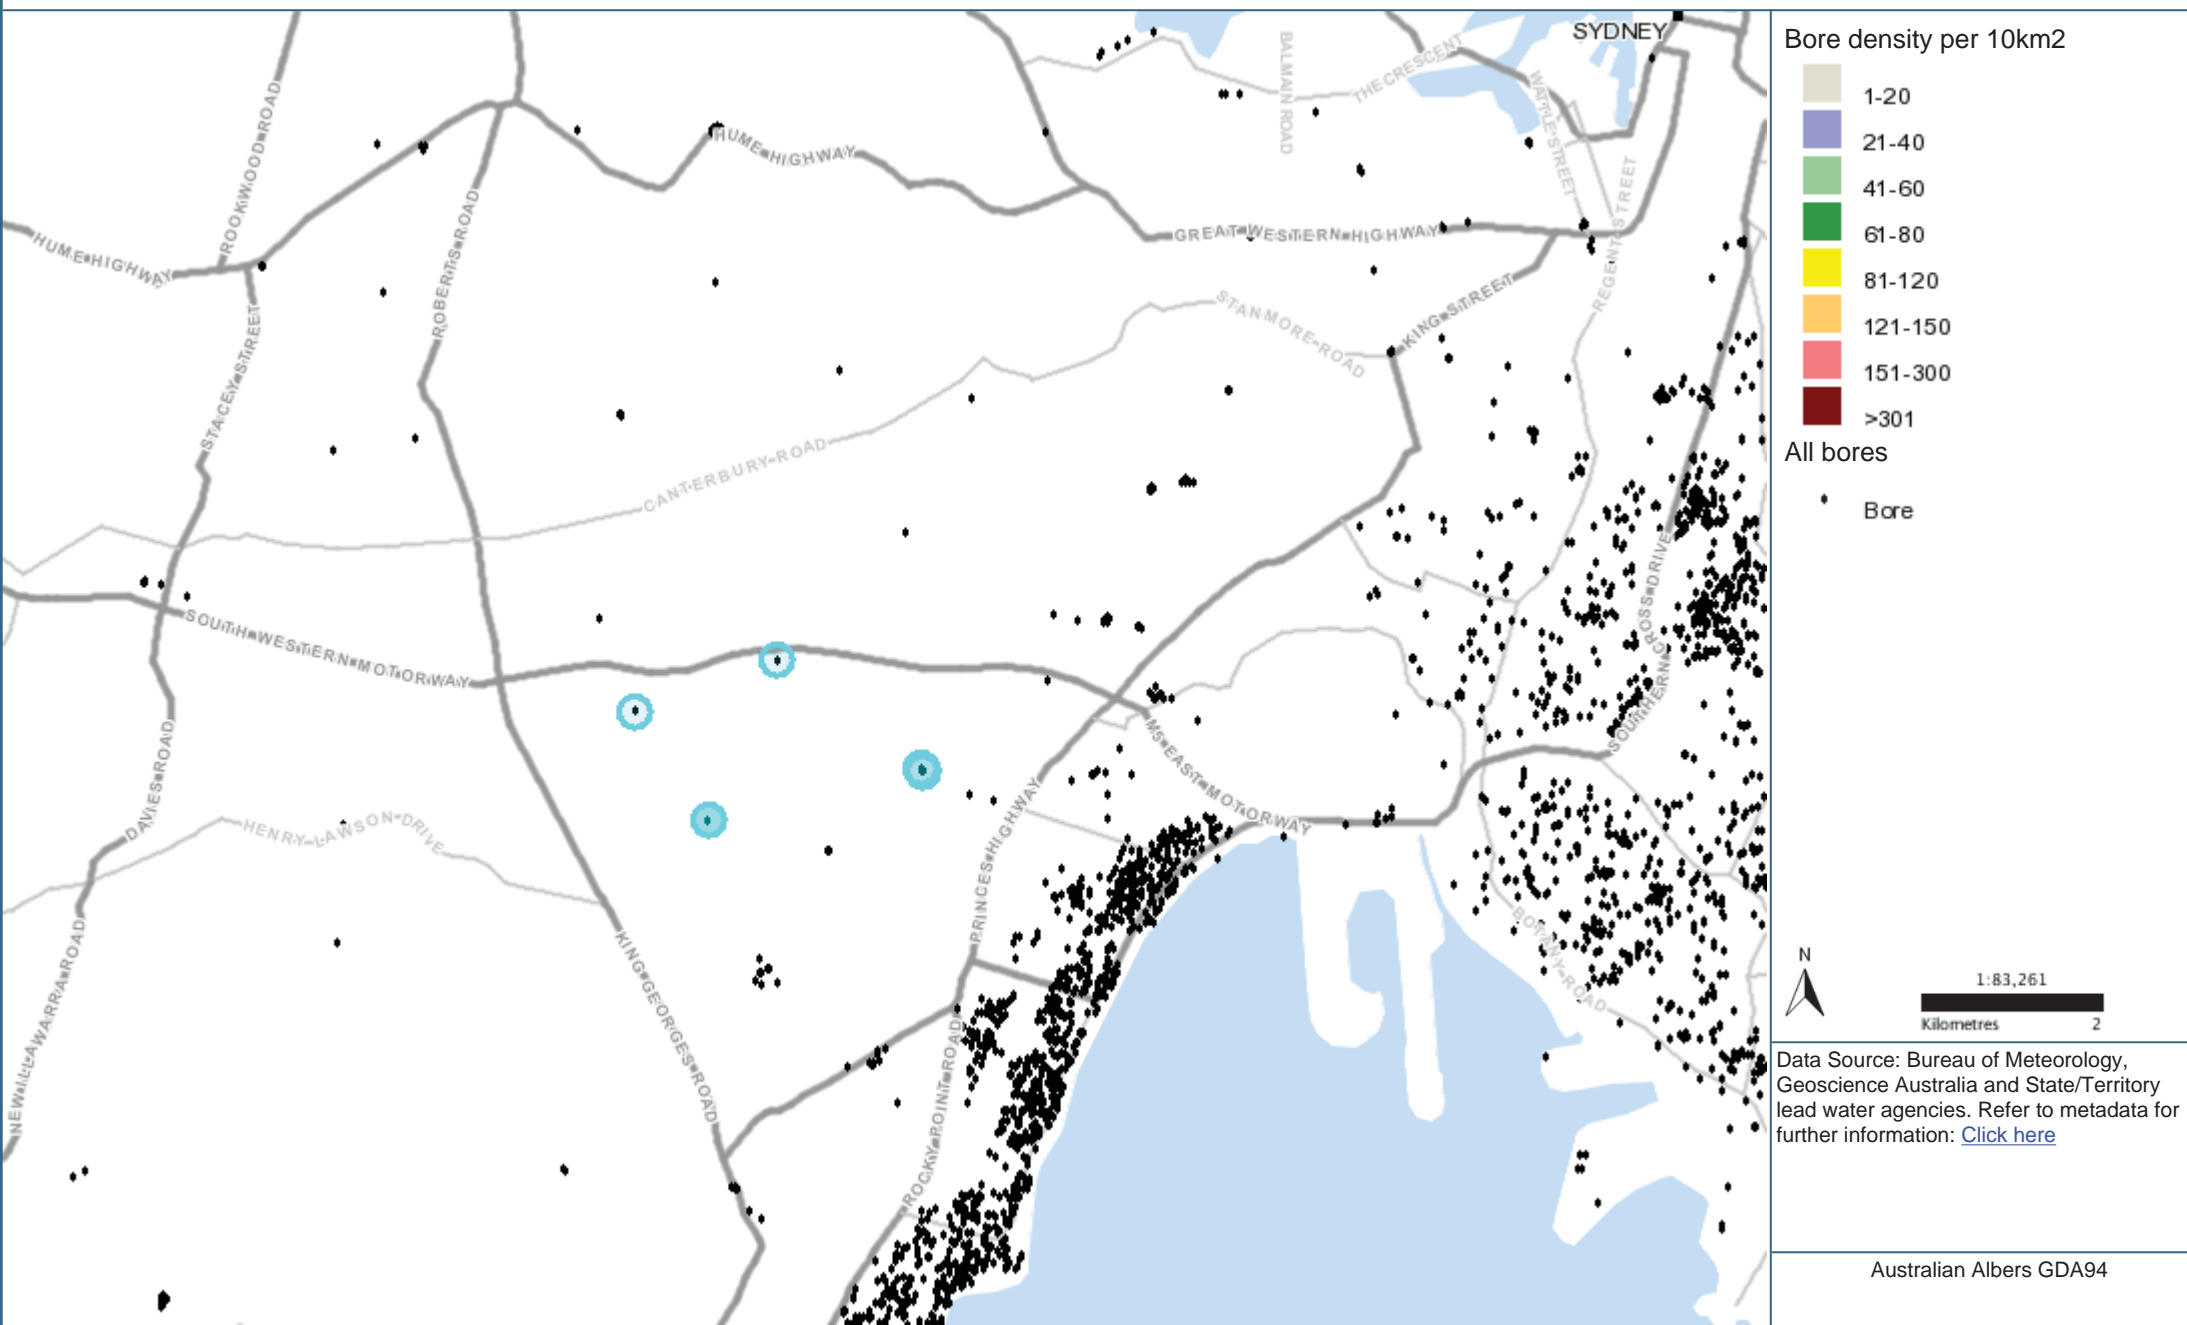 SYDNEY
BALMAIN ROAD
THE CRESCENT
WATTLE STREET
ROOKWOOD ROAD
HUME HIGHWAY
HUME HIGHWAY
ROBERTS ROAD
GREAT WESTERN HIGHWAY
REGENT STREET
STACEY STREET
STANMORE ROAD
KING STREET
CANTERBURY ROAD
SOUTH WESTERN MOTORWAY
SOUTHERN CROSS DRIVE
DAVIES ROAD
HENRY LAWSON DRIVE
M5 EAST MOTORWAY
PRINCES HIGHWAY
BOTANY ROAD
NEW ILLAWARRA ROAD
KING GEORGES ROAD
ROCKY POINT ROAD
Bore density per 10km2
1-20
21-40
41-60
61-80
81-120
121-150
151-300
>301
All bores
Bore
N
1:83,261
Kilometres 2
Data Source: Bureau of Meteorology,
Geoscience Australia and State/Territory
lead water agencies. Refer to metadata for
further information: Click here
Australian Albers GDA94